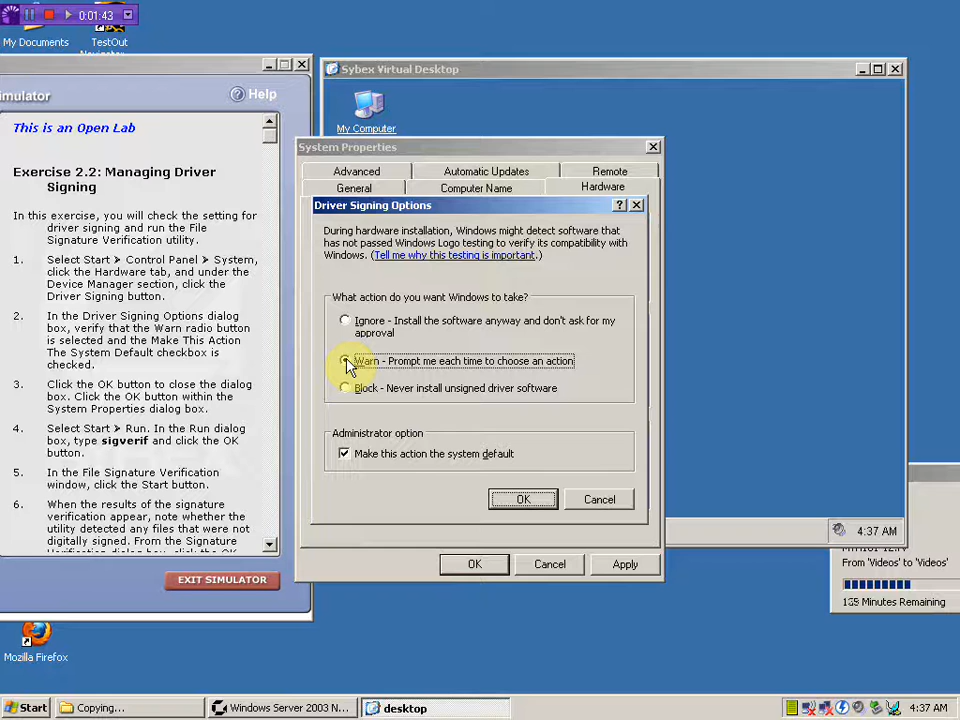 0:01:43
My Documents
TestOut
Navigator
imulator
Help
This is an Open Lab
Exercise 2.2: Managing Driver
Signing
In this exercise, you will check the setting for
driver signing and run the File
Signature Verification utility.
1. Select Start > Control Panel > System,
click the Hardware tab, and under the
Device Manager section, click the
Driver Signing button.
2. In the Driver Signing Options dialog
box, verify that the Warn radio button
is selected and the Make This Action
The System Default checkbox is
checked.
3. Click the OK button to close the dialog
box. Click the OK button within the
System Properties dialog box.
4. Select Start > Run. In the Run dialog
box, type sigverif and click the OK
button.
5. In the File Signature Verification
window, click the Start button.
6. When the results of the signature
verification appear, note whether the
utility detected any files that were not
digitally signed. From the Signature
Verification dialog box, click the OK
EXIT SIMULATOR
Sybex Virtual Desktop
My Computer
System Properties
Advanced
Automatic Updates
Remote
General
Computer Name
Hardware
Driver Signing Options
During hardware installation, Windows might detect software that
has not passed Windows Logo testing to verify its compatibility with
Windows. (Tell me why this testing is important.)
What action do you want Windows to take?
Ignore - Install the software anyway and don't ask for my
approval
Warn - Prompt me each time to choose an action
Block - Never install unsigned driver software
Administrator option
Make this action the system default
OK
Cancel
OK
Cancel
Apply
4:37 AM
From 'Videos' to 'Videos'
Minutes Remaining
Mozilla Firefox
Start
Copying...
Windows Server 2003 N...
desktop
4:37 AM